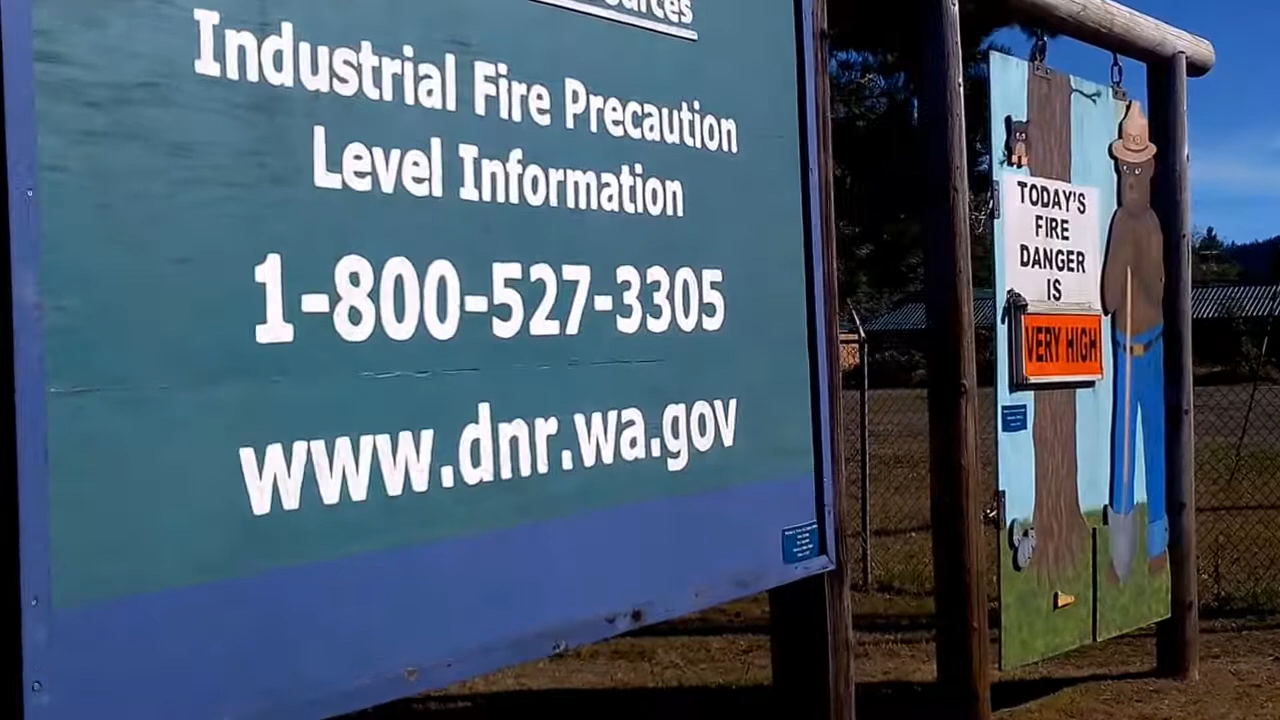 Industrial Fire Precaution
Level Information
1-800-527-3305
www.dnr.wa.gov
TODAY'S
FIRE
DANGER
IS
VERY HIGH